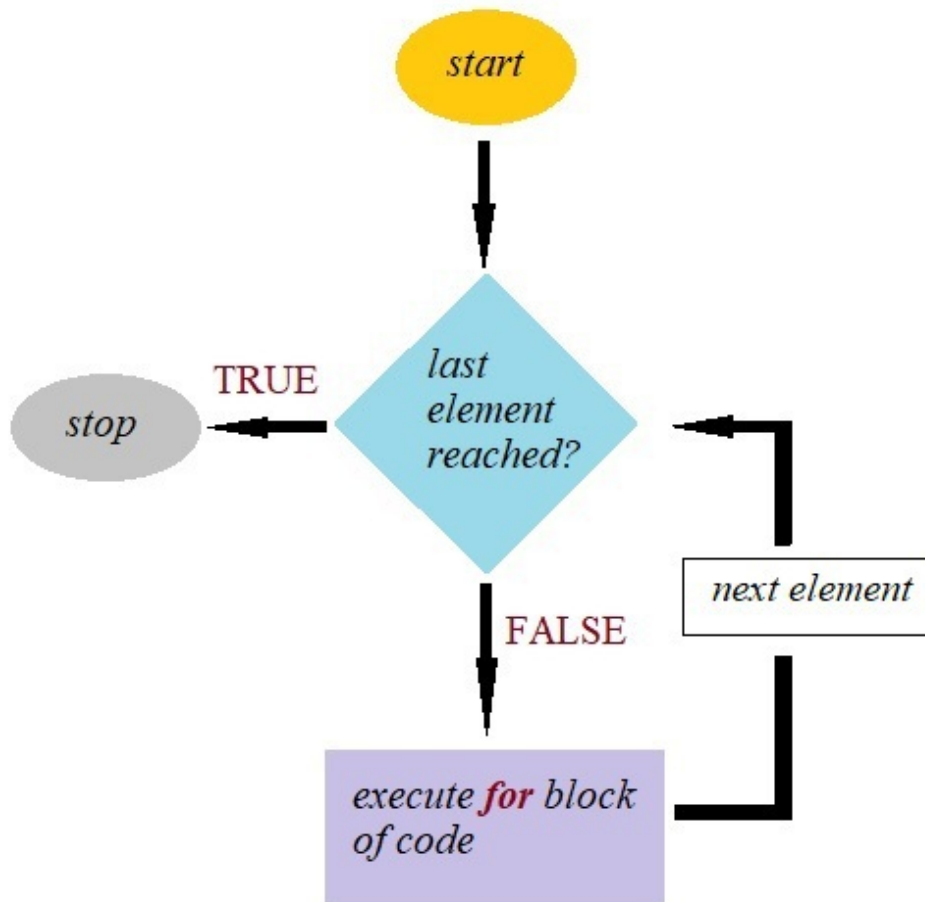 start
last
element
reached?
TRUE
stop
FALSE
next element
execute for block
of code